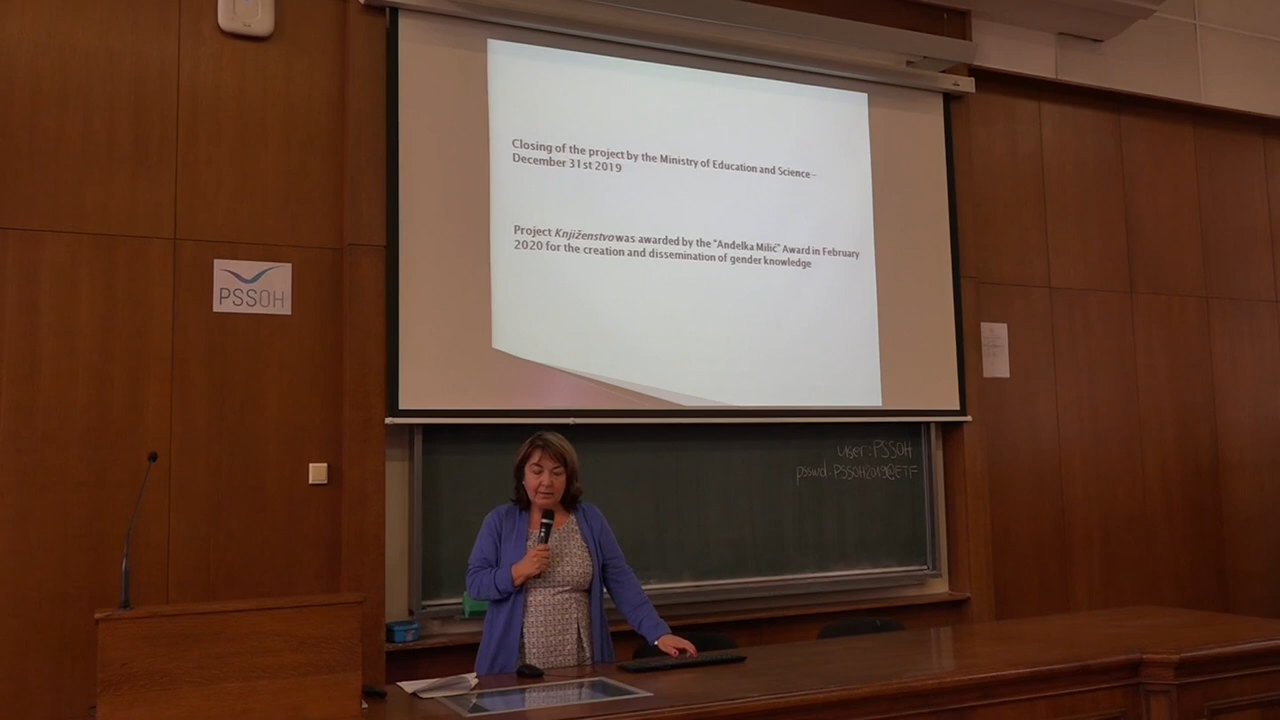 Closing of the project by the Ministry of Education and Science –
December 31st 2019
Project Knjiženstvo was awarded by the "Anđelka Milić" Award in February
2020 for the creation and dissemination of gender knowledge
PSSOH
user: PSSOH
psswd. PSSOH2019@ETF